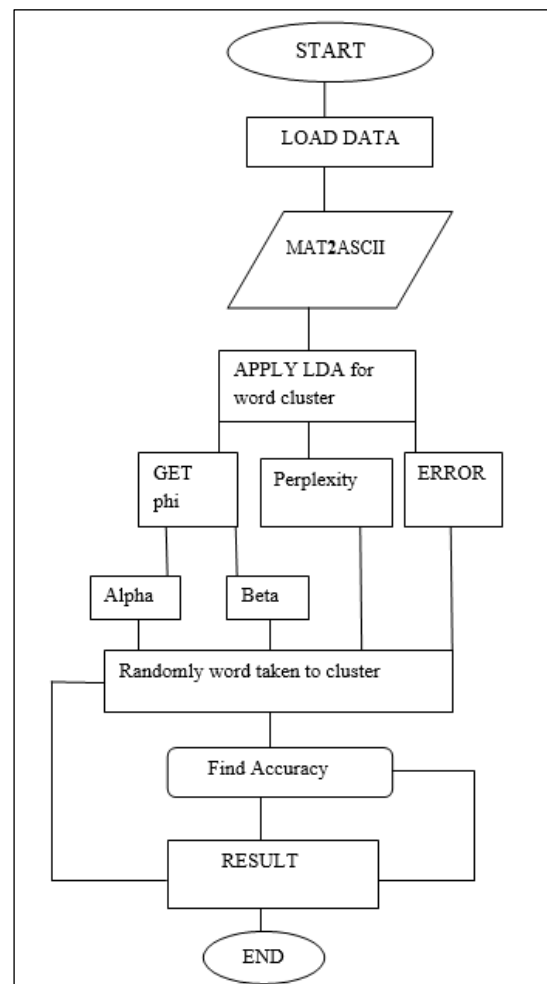 START
LOAD DATA
MAT2ASCII
APPLY LDA for
word cluster
GET
phi
Perplexity
ERROR
Alpha
Beta
Randomly word taken to cluster
Find Accuracy
RESULT
END